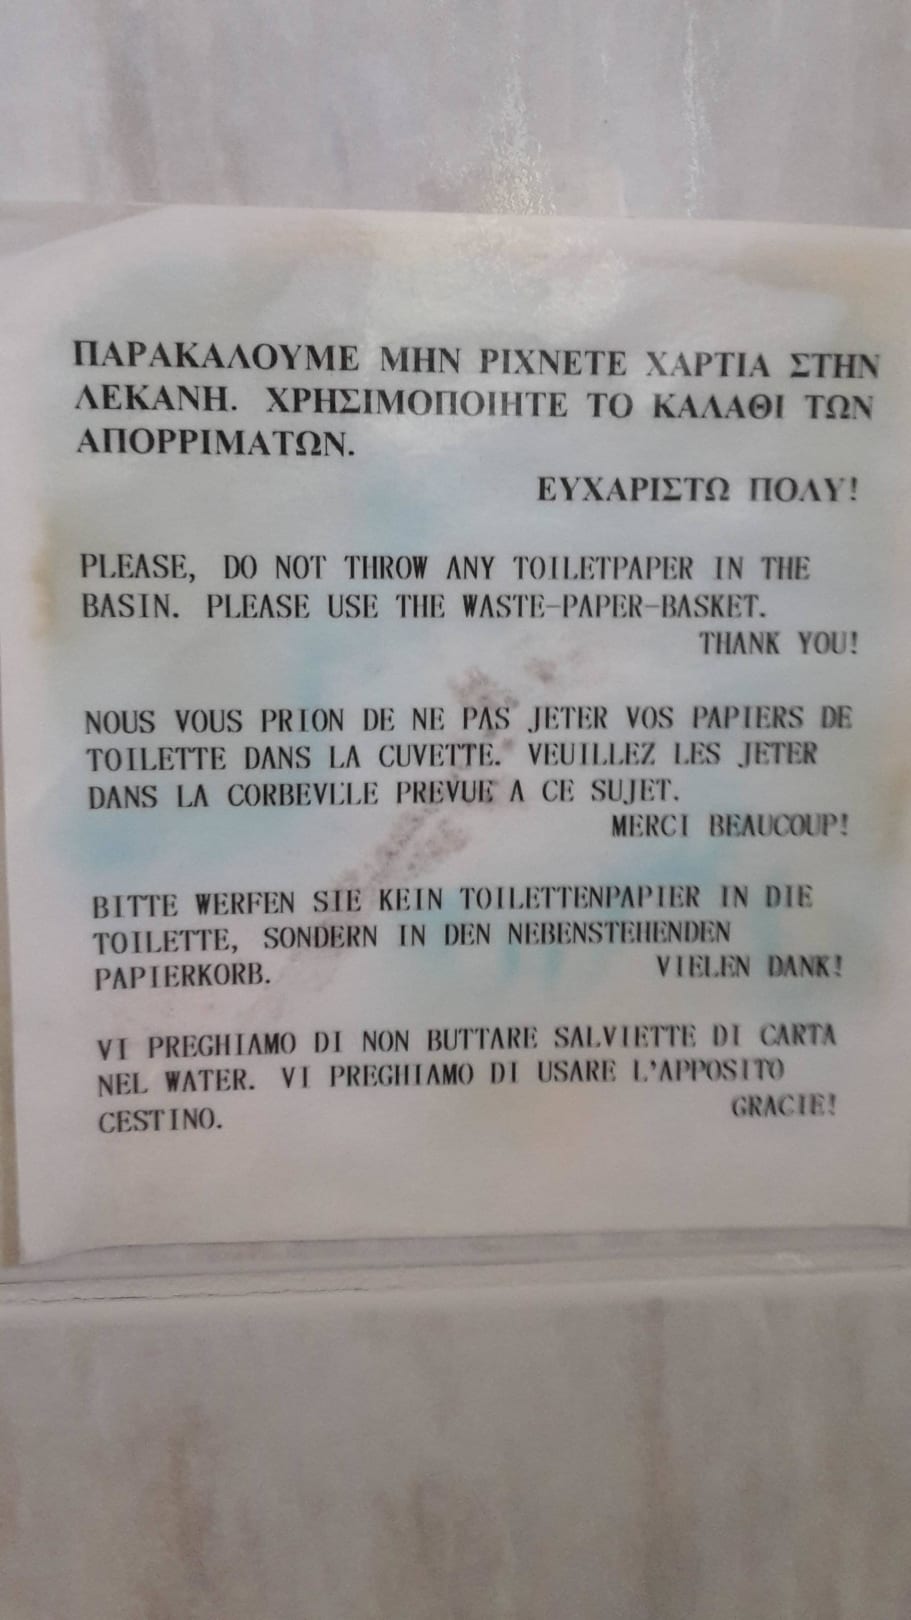 ΠΑΡΑΚΑΛΟΥΜΕ ΜΗΝ ΡΙΧΝΕΤΕ ΧΑΡΤΙΑ ΣΤΗΝ
ΛΕΚΑΝΗ. ΧΡΗΣΙΜΟΠΟΙΗΤΕ ΤΟ ΚΑΛΑΘΙ ΤΩΝ
ΑΠΟΡΡΙΜΑΤΩΝ.
ΕΥΧΑΡΙΣΤΩ ΠΟΛΥ!
PLEASE, DO NOT THROW ANY TOILETPAPER IN THE
BASIN. PLEASE USE THE WASTE-PAPER-BASKET.
THANK YOU!
NOUS VOUS PRION DE NE PAS JETER VOS PAPIERS DE
TOILETTE DANS LA CUVETTE. VEUILLEZ LES JETER
DANS LA CORBEVLLE PREVUE A CE SUJET.
MERCI BEAUCOUP!
BITTE WERFEN SIE KEIN TOILETTENPAPIER IN DIE
TOILETTE, SONDERN IN DEN NEBENSTEHENDEN
PAPIERKORB. VIELEN DANK!
VI PREGHIAMO DI NON BUTTARE SALVIETTE DI CARTA
NEL WATER. VI PREGHIAMO DI USARE L'APPOSITO
CESTINO. GRACIE!